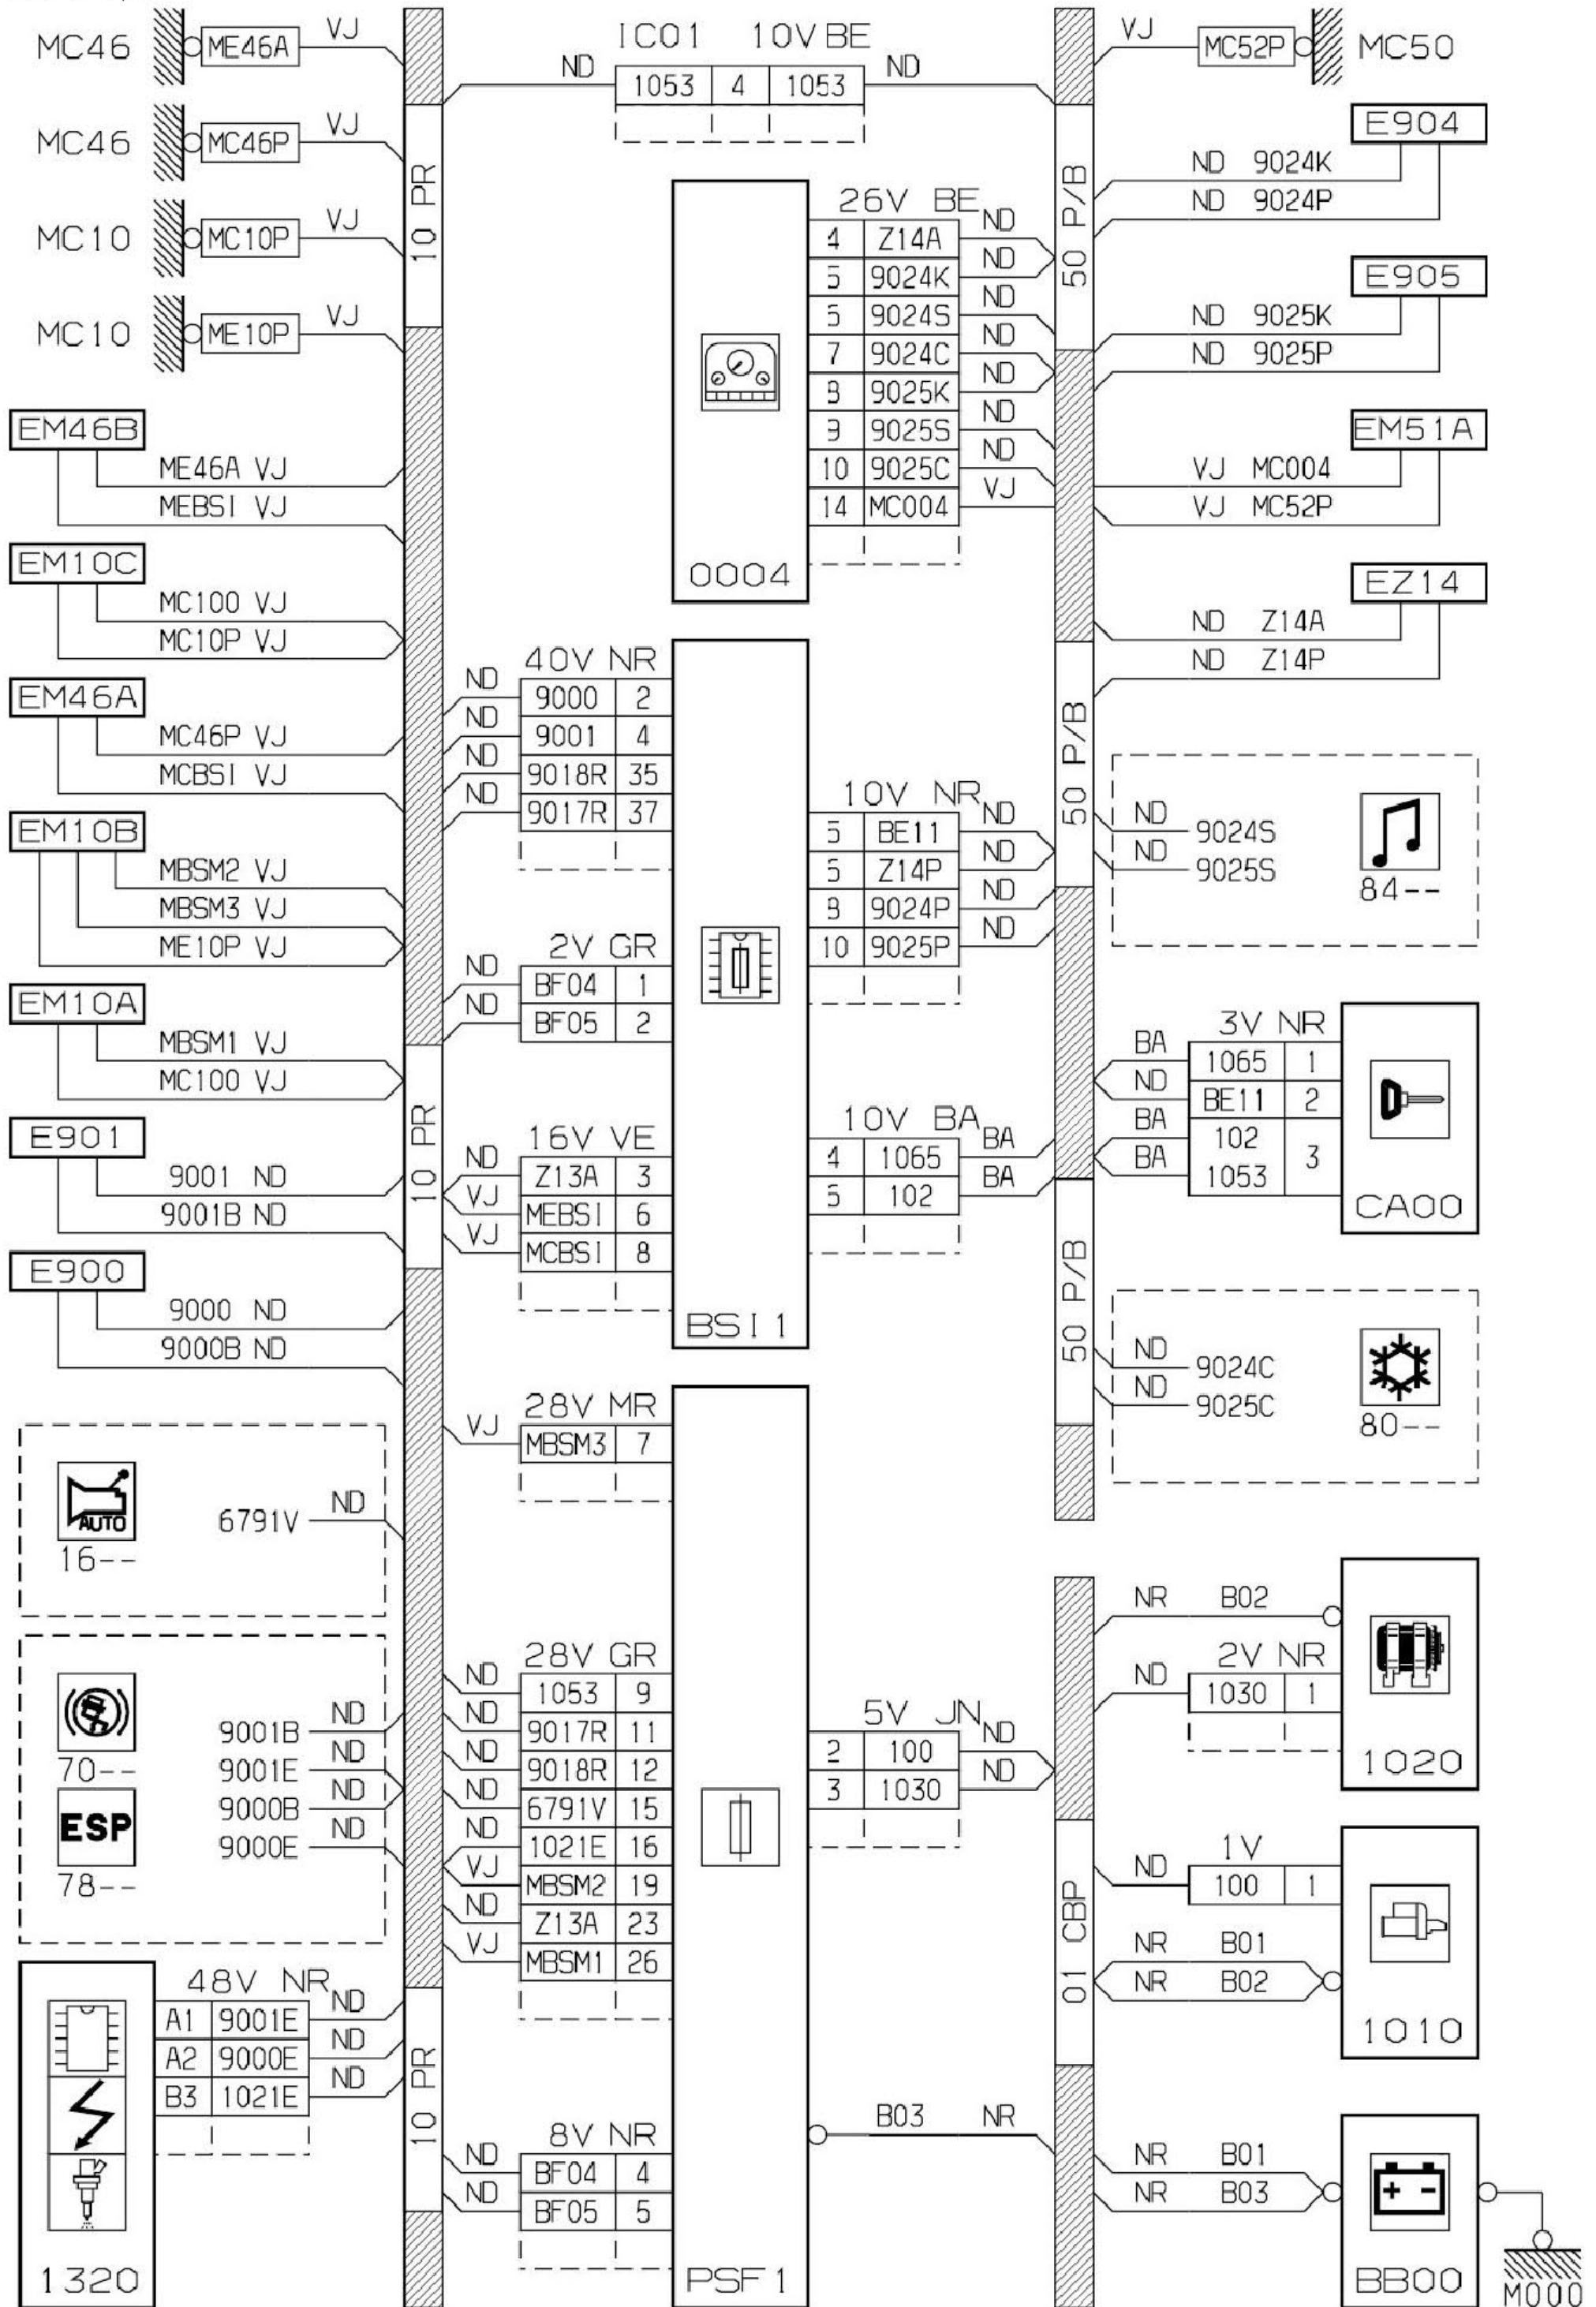 MC46 ME46A VJ
MC46 MC46P VJ
MC10 MC10P VJ
MC10 ME10P VJ
EM46B
ME46A VJ
MEBSI VJ
EM10C
MC100 VJ
MC10P VJ
EM46A
MC46P VJ
MCBSI VJ
EM10B
MBSM2 VJ
MBSM3 VJ
ME10P VJ
EM10A
MBSM1 VJ
MC100 VJ
E901
9001 ND
9001B ND
E900
9000 ND
9000B ND
AUTO
16--
6791V ND
70--
ESP
78--
9001B ND
9001E ND
9000B ND
9000E ND
48V NR
A1 9001E ND
A2 9000E ND
B3 1021E ND
1320
10 PR
10 PR
10 PR
IC01 10V BE
ND 1053 4 1053 ND
26V BE
4 Z14A ND
5 9024K ND
5 9024S ND
7 9024C ND
8 9025K ND
9 9025S ND
10 9025C ND
14 MC004 VJ
0004
40V NR
ND 9000 2
ND 9001 4
ND 9018R 35
ND 9017R 37
2V GR
ND BF04 1
ND BF05 2
16V VE
ND Z13A 3
VJ MEBSI 6
VJ MCBSI 8
10V NR
5 BE11 ND
5 Z14P ND
9 9024P ND
10 9025P ND
10V BA
4 1065 BA
5 102 BA
BSI1
28V MR
VJ MBSM3 7
28V GR
ND 1053 9
ND 9017R 11
ND 9018R 12
ND 6791V 15
ND 1021E 16
VJ MBSM2 19
ND Z13A 23
VJ MBSM1 26
8V NR
ND BF04 4
ND BF05 5
5V JN
2 100 ND
3 1030 ND
B03 NR
PSF1
50 P/B
50 P/B
50 P/B
01 CBP
VJ MC52P MC50
E904
ND 9024K
ND 9024P
E905
ND 9025K
ND 9025P
EM51A
VJ MC004
VJ MC52P
EZ14
ND Z14A
ND Z14P
ND 9024S
ND 9025S
84--
3V NR
BA 1065 1
ND BE11 2
BA 102 3
BA 1053
CA00
ND 9024C
ND 9025C
80--
NR B02
2V NR
ND 1030 1
1020
1V
ND 100 1
NR B01
NR B02
1010
NR B01
NR B03
+ -
BB00
M000